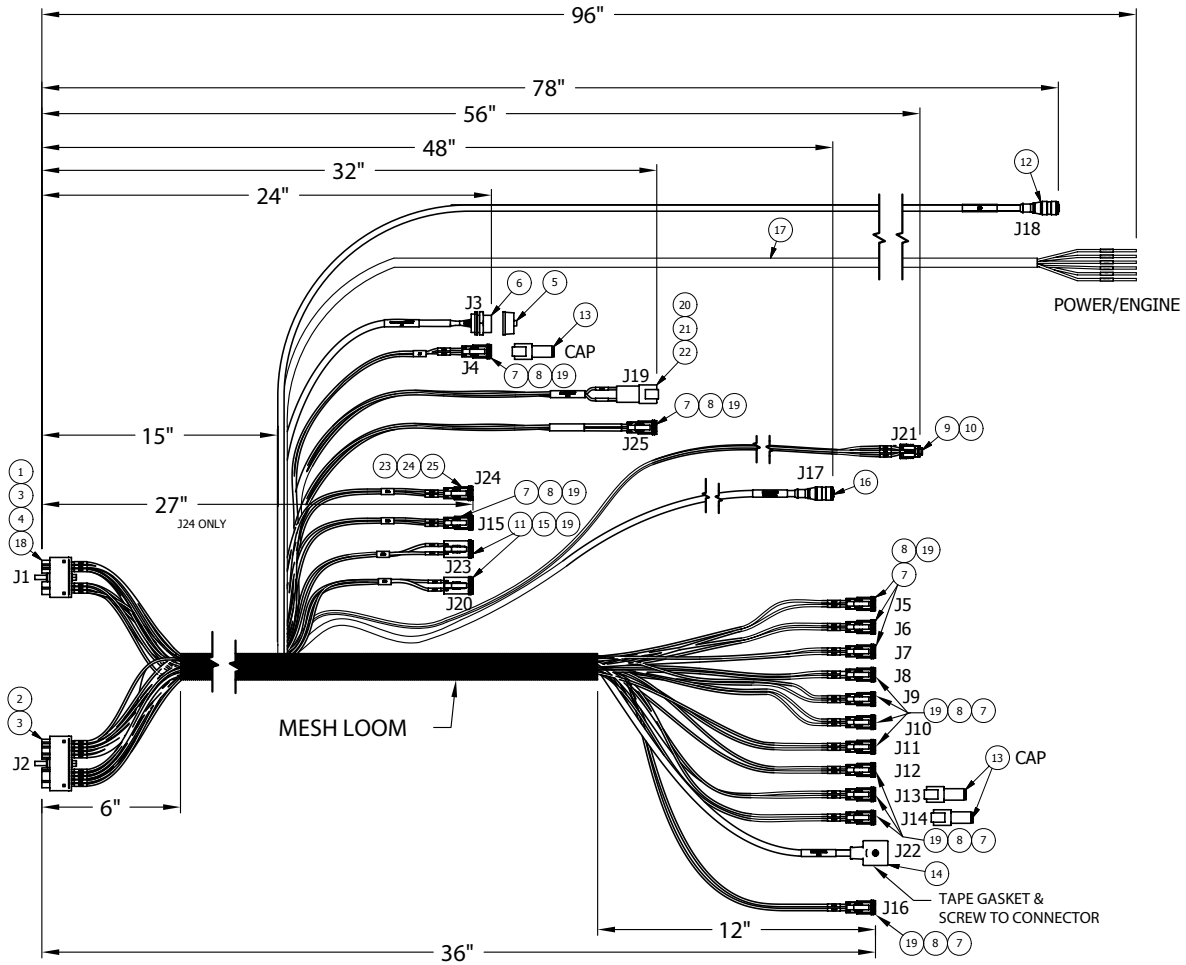 96"
78"
56"
48"
32"
24"
12
J18
17
POWER/ENGINE
J3
6
5
13
CAP
20
21
22
J4
7 8 19
J19
15"
7 8 19
J25
J21
9 10
1
3
4
18
27"
J24 ONLY
23 24 25
J24
7 8 19
J15
11 15 19
J23
J20
J17
16
J1
8 19
7
J5
J6
J7
J8
J9
19 8 7
J10
J11
J12
13 CAP
J13
J14
19 8 7
J22
14
2
3
J2
MESH LOOM
6"
TAPE GASKET &
SCREW TO CONNECTOR
J16
12"
19 8 7
36"